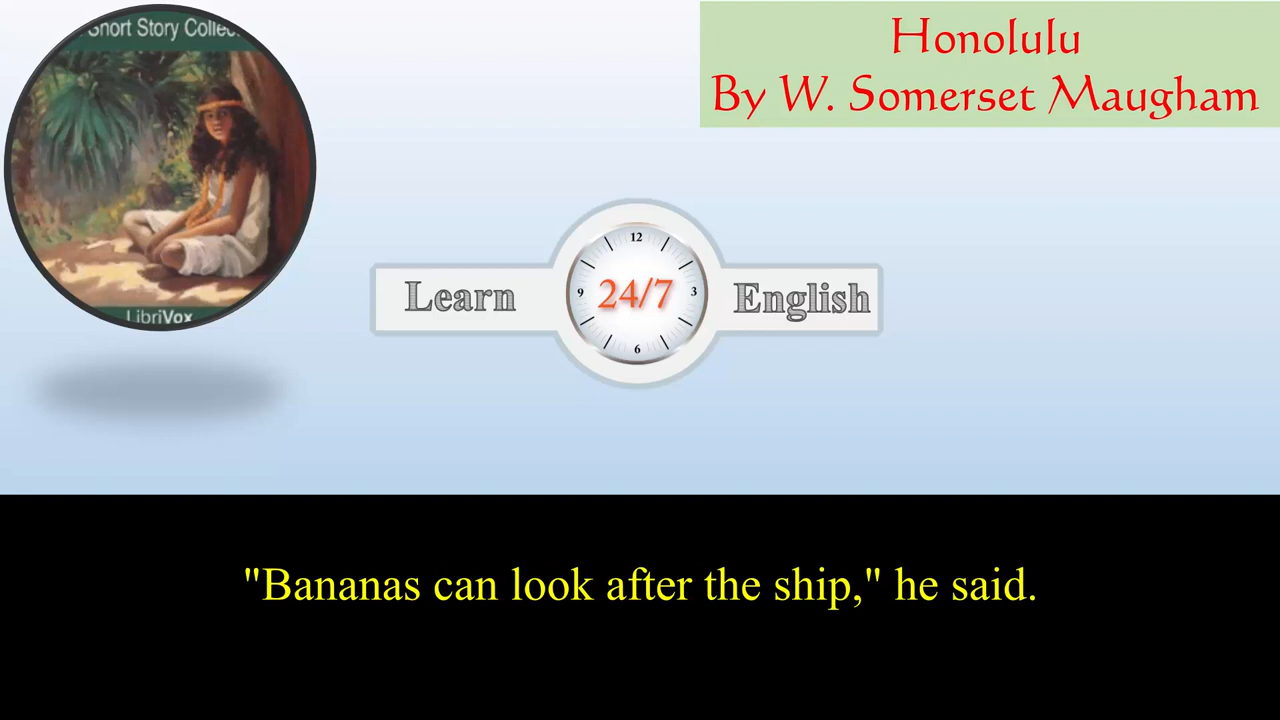 Short Story Collec
LibriVox
Honolulu
By W. Somerset Maugham
Learn 24/7 English
12
9
3
6
"Bananas can look after the ship," he said.